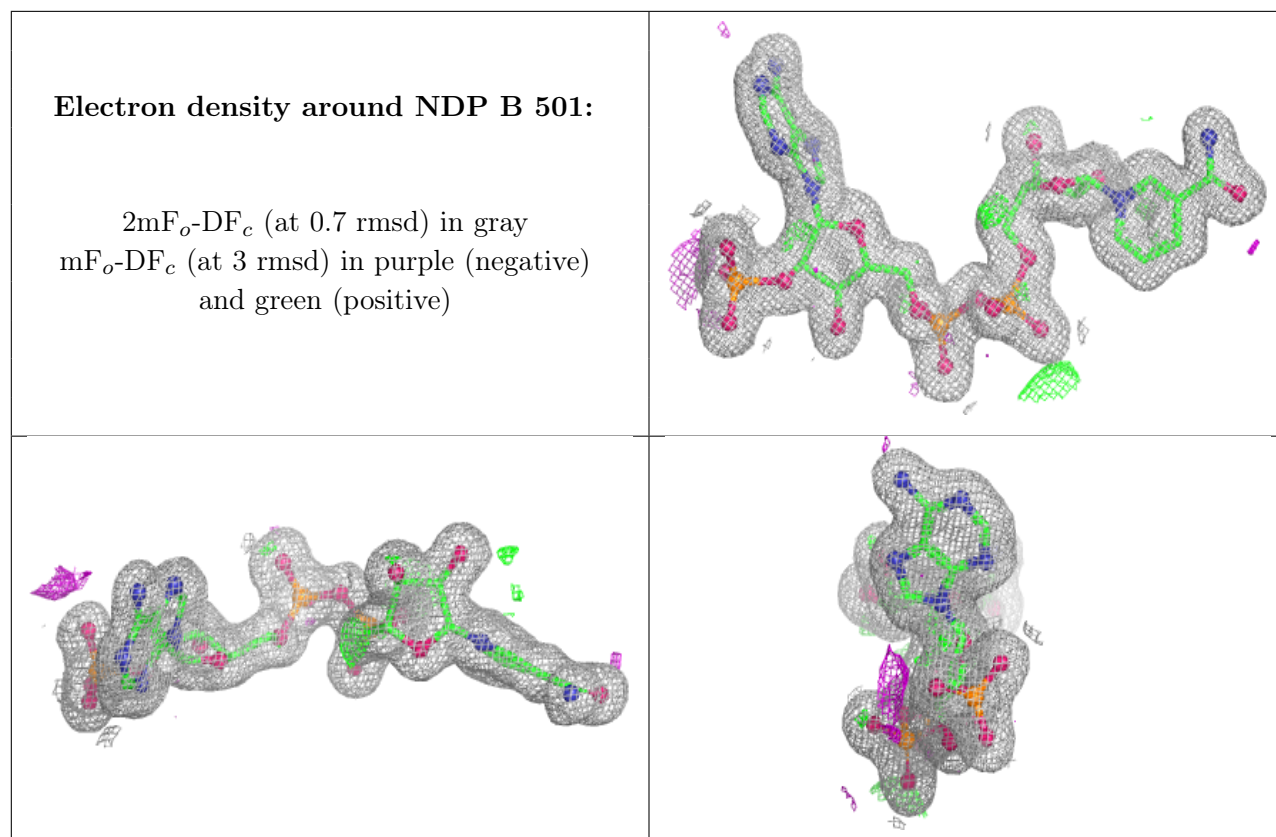 Electron density around NDP B 501:
2mFo-DFc (at 0.7 rmsd) in gray
mFo-DFc (at 3 rmsd) in purple (negative)
and green (positive)